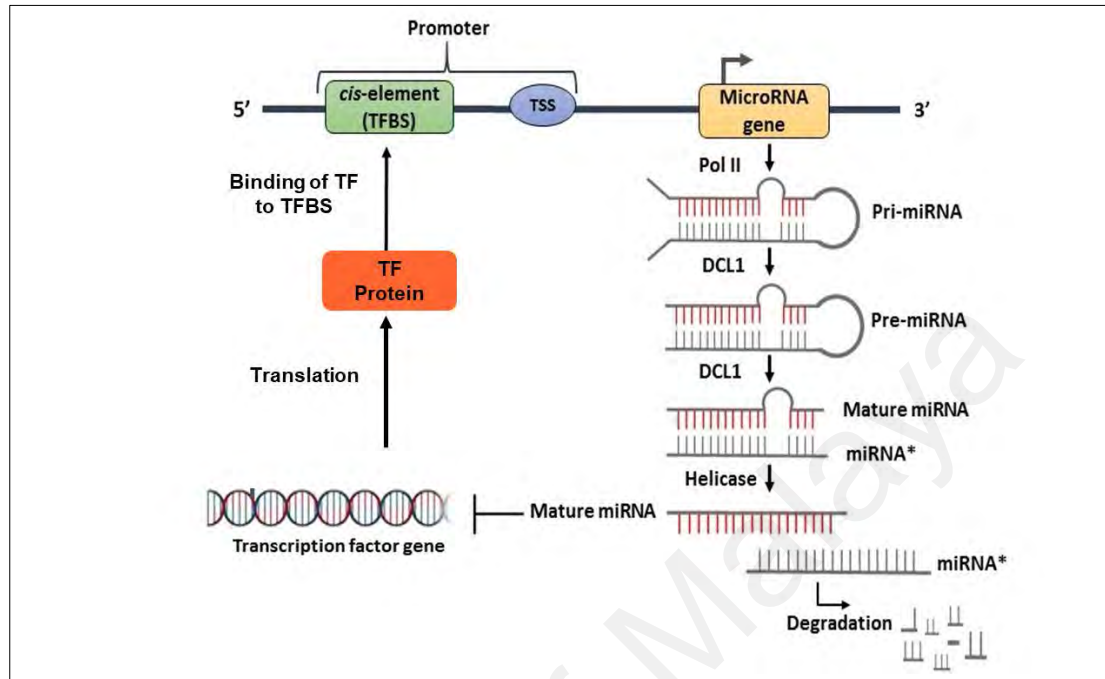 Promoter
5’
cis-element
(TFBS)
TSS
MicroRNA
gene
3’
Binding of TF
to TFBS
Pol II
Pri-miRNA
TF
Protein
DCL1
Pre-miRNA
Translation
DCL1
Mature miRNA
miRNA*
Helicase
Mature miRNA
Transcription factor gene
miRNA*
Degradation
f Malaya